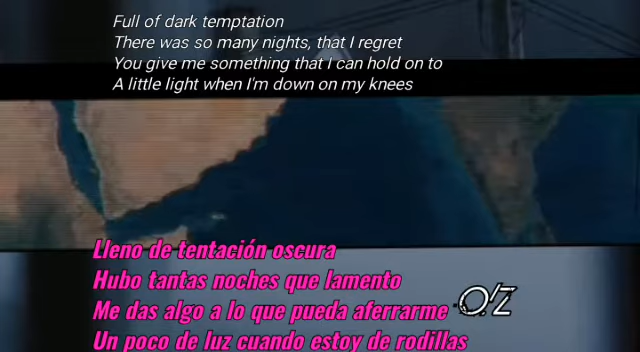 Full of dark temptation
There was so many nights, that I regret
You give me something that I can hold on to
A little light when I'm down on my knees
Lleno de tentación oscura
Hubo tantas noches que lamento
Me das algo a lo que pueda aferrarme
O'Z
Un poco de luz cuando estoy de rodillas